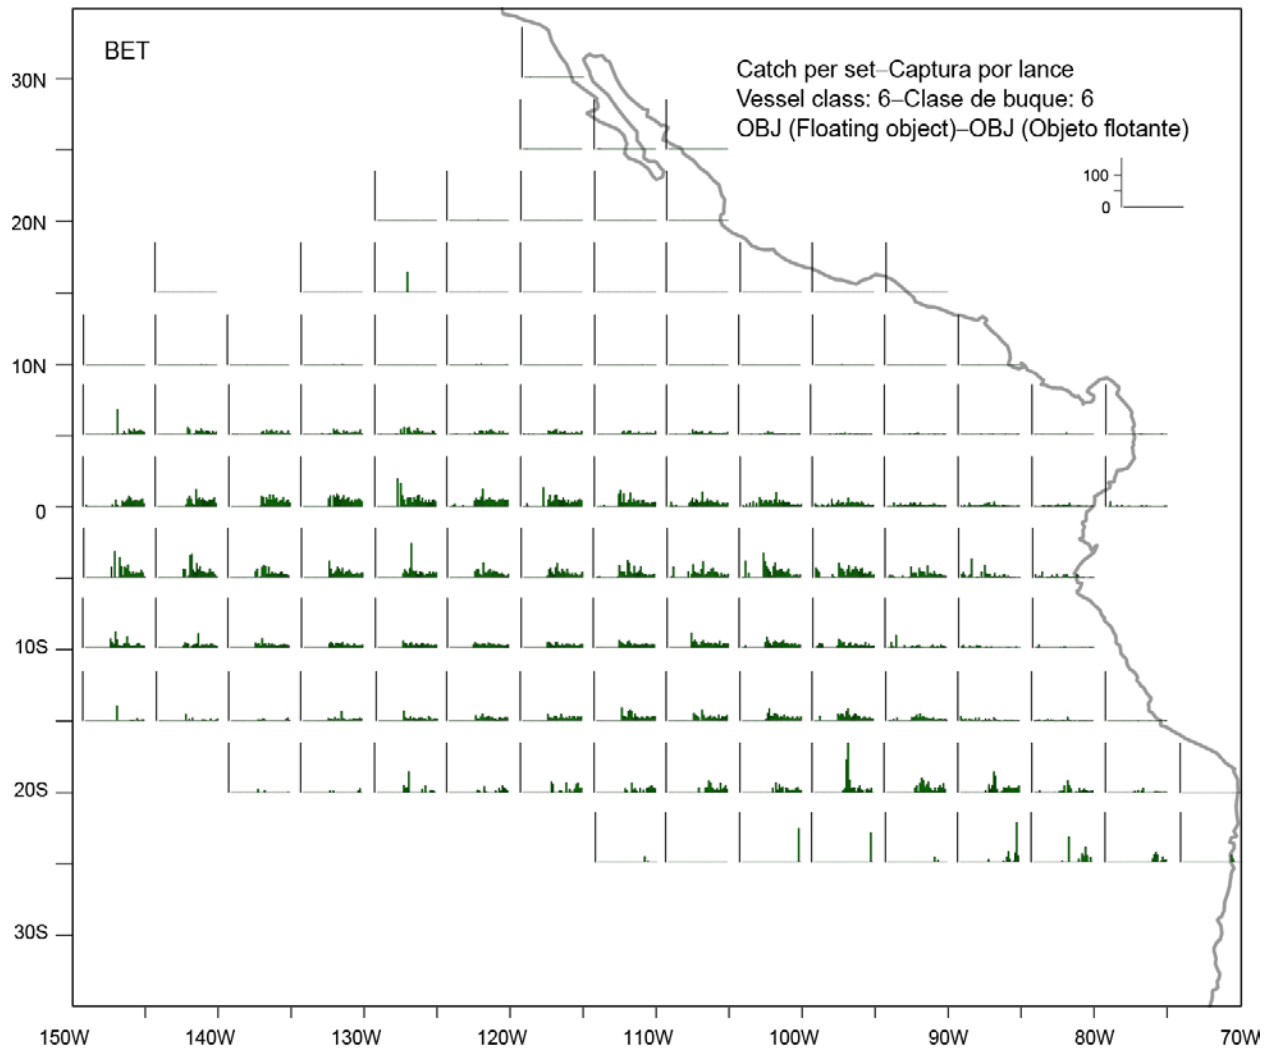 BET
Catch per set–Captura por lance
Vessel class: 6–Clase de buque: 6
OBJ (Floating object)–OBJ (Objeto flotante)
100
0
30N
20N
10N
0
10S
20S
30S
150W 140W 130W 120W 110W 100W 90W 80W 70W